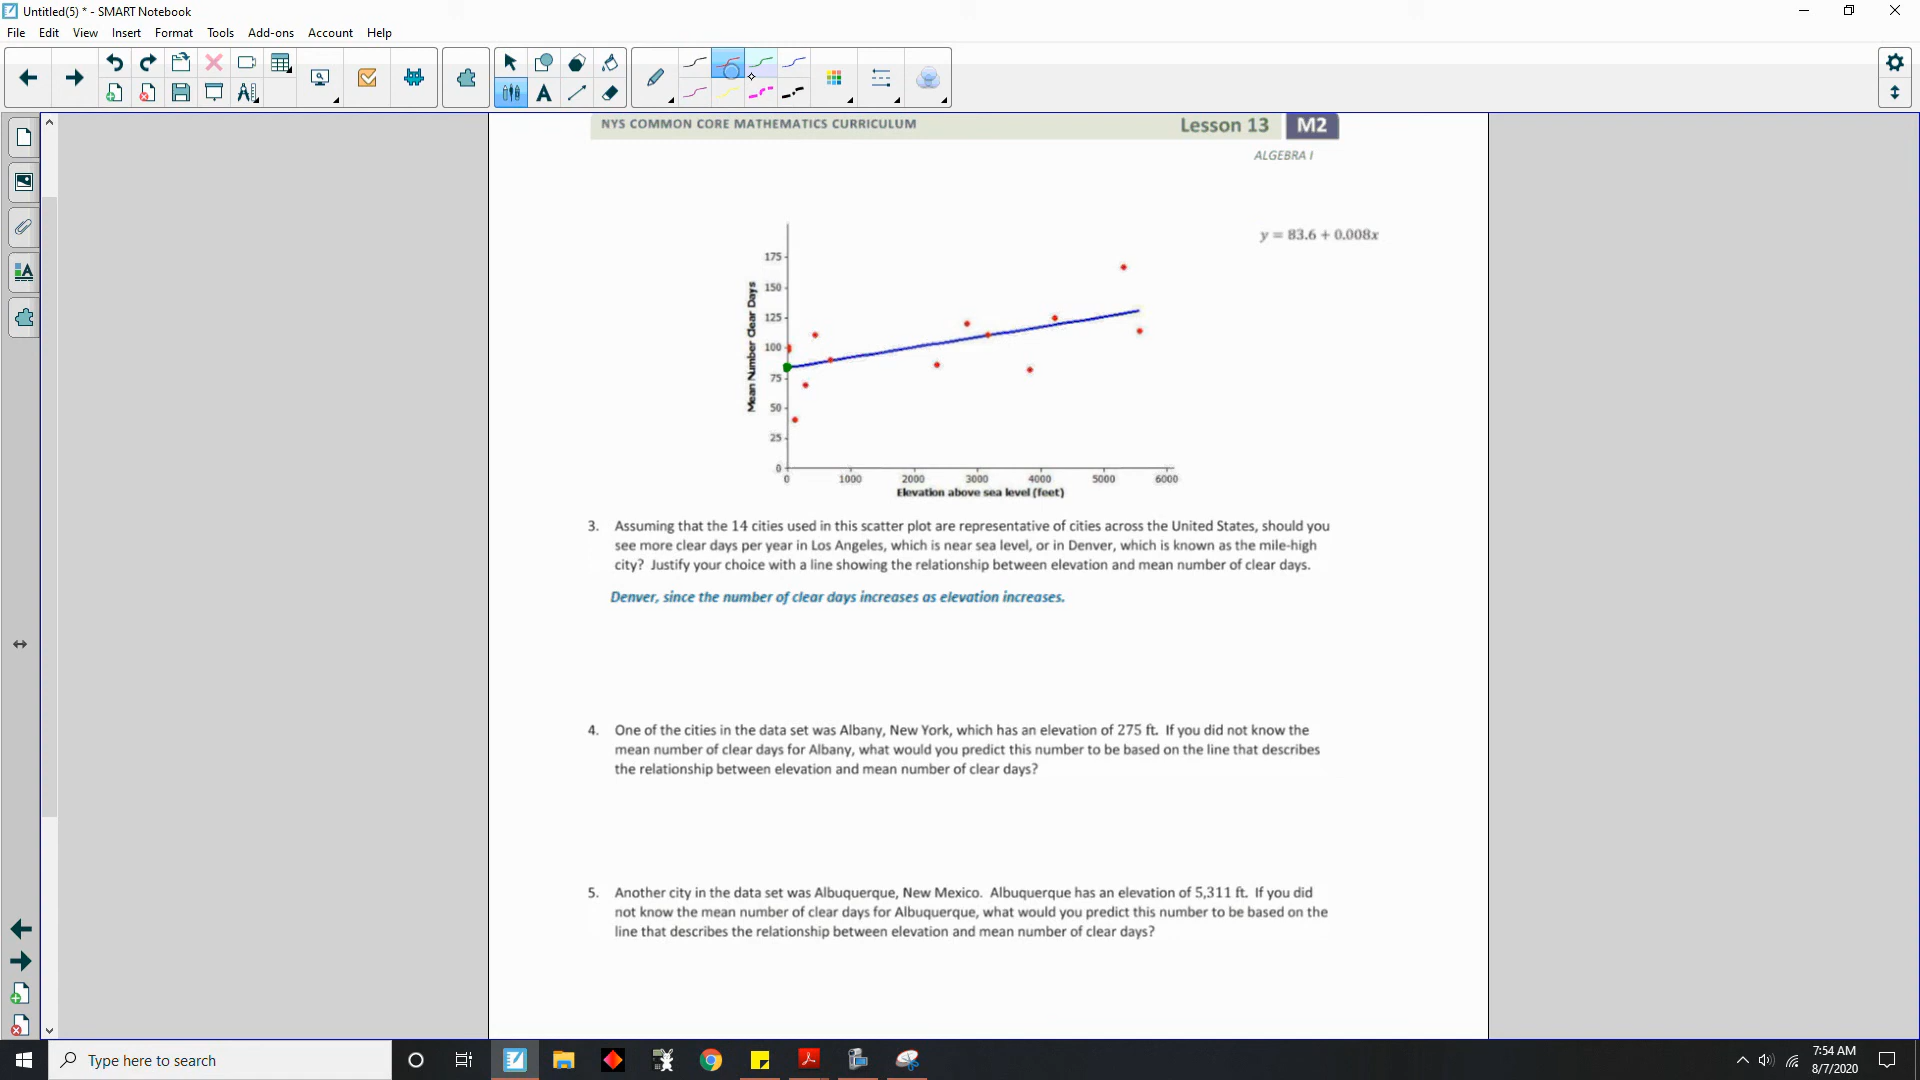 Untitled(5) * - SMART Notebook
File Edit View Insert Format Tools Add-ons Account Help
NYS COMMON CORE MATHEMATICS CURRICULUM Lesson 13 M2
ALGEBRA I
y = 83.6 + 0.008x
Mean Number Clear Days
175
150
125
100
75
50
25
0
0 1000 2000 3000 4000 5000 6000
Elevation above sea level (feet)
3. Assuming that the 14 cities used in this scatter plot are representative of cities across the United States, should you
see more clear days per year in Los Angeles, which is near sea level, or in Denver, which is known as the mile-high
city? Justify your choice with a line showing the relationship between elevation and mean number of clear days.
Denver, since the number of clear days increases as elevation increases.
4. One of the cities in the data set was Albany, New York, which has an elevation of 275 ft. If you did not know the
mean number of clear days for Albany, what would you predict this number to be based on the line that describes
the relationship between elevation and mean number of clear days?
5. Another city in the data set was Albuquerque, New Mexico. Albuquerque has an elevation of 5,311 ft. If you did
not know the mean number of clear days for Albuquerque, what would you predict this number to be based on the
line that describes the relationship between elevation and mean number of clear days?
Type here to search
7:54 AM
8/7/2020